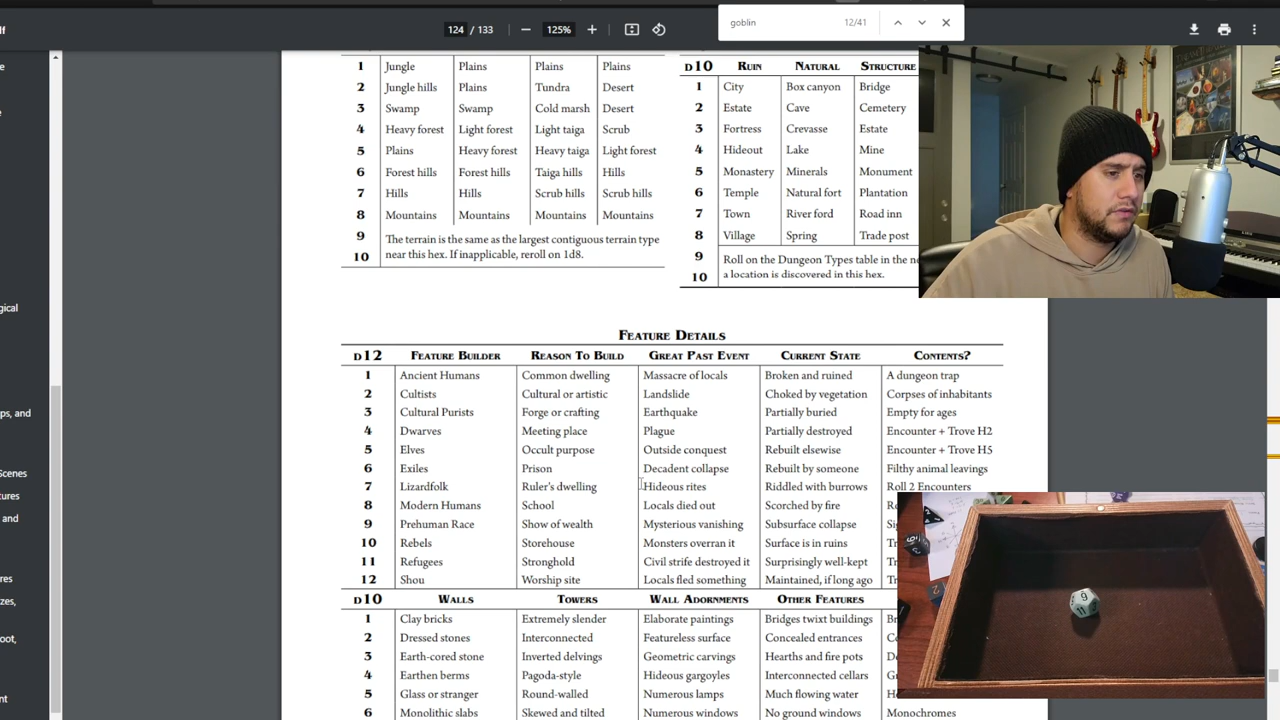 goblin 12/41
124 / 133 125%
1 Jungle Plains Plains Plains
2 Jungle hills Plains Tundra Desert
3 Swamp Swamp Cold marsh Desert
4 Heavy forest Light forest Light taiga Scrub
5 Plains Heavy forest Heavy taiga Light forest
6 Forest hills Forest hills Taiga hills Hills
7 Hills Hills Scrub hills Scrub hills
8 Mountains Mountains Mountains Mountains
9 The terrain is the same as the largest contiguous terrain type
10 near this hex. If inapplicable, reroll on 1d8.
D10 Ruin Natural Structure
1 City Box canyon Bridge
2 Estate Cave Cemetery
3 Fortress Crevasse Estate
4 Hideout Lake Mine
5 Monastery Minerals Monument
6 Temple Natural fort Plantation
7 Town River ford Road inn
8 Village Spring Trade post
9 Roll on the Dungeon Types table in the
10 a location is discovered in this hex.
Feature Details
D12 Feature Builder Reason To Build Great Past Event Current State Contents?
1 Ancient Humans Common dwelling Massacre of locals Broken and ruined A dungeon trap
2 Cultists Cultural or artistic Landslide Choked by vegetation Corpses of inhabitants
3 Cultural Purists Forge or crafting Earthquake Partially buried Empty for ages
4 Dwarves Meeting place Plague Partially destroyed Encounter + Trove H2
5 Elves Occult purpose Outside conquest Rebuilt elsewhere Encounter + Trove H5
6 Exiles Prison Decadent collapse Rebuilt by someone Filthy animal leavings
7 Lizardfolk Ruler's dwelling Hideous rites Riddled with burrows Roll 2 Encounters
8 Modern Humans School Locals died out Scorched by fire
9 Prehuman Race Show of wealth Mysterious vanishing Subsurface collapse
10 Rebels Storehouse Monsters overran it Surface is in ruins
11 Refugees Stronghold Civil strife destroyed it Surprisingly well-kept
12 Shou Worship site Locals fled something Maintained, if long ago
D10 Walls Towers Wall Adornments Other Features
1 Clay bricks Extremely slender Elaborate paintings Bridges twixt buildings
2 Dressed stones Interconnected Featureless surface Concealed entrances
3 Earth-cored stone Inverted delvings Geometric carvings Hearths and fire pots
4 Earthen berms Pagoda-style Hideous gargoyles Interconnected cellars
5 Glass or stranger Round-walled Numerous lamps Much flowing water
6 Monolithic slabs Skewed and tilted Numerous windows No ground windows Monochromes
9
11